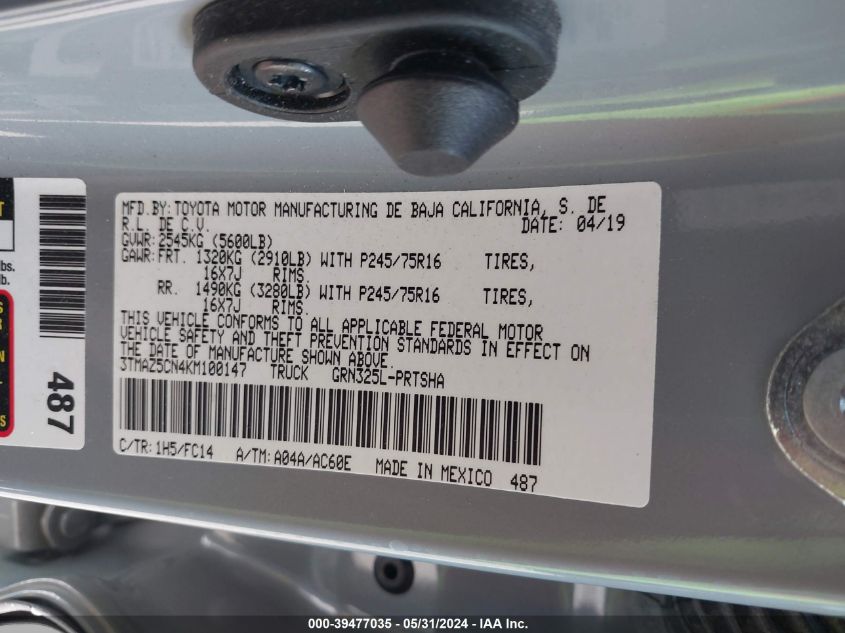 MFD.BY: TOYOTA MOTOR MANUFACTURING DE BAJA CALIFORNIA, S. DE
R.L. DE C.V. DATE: 04/19
GVWR: 2545KG (5600LB)
GAWR: FRT. 1320KG (2910LB) WITH P245/75R16 TIRES,
16X7J RIMS.
RR. 1490KG (3280LB) WITH P245/75R16 TIRES,
16X7J RIMS.
THIS VEHICLE CONFORMS TO ALL APPLICABLE FEDERAL MOTOR
VEHICLE SAFETY AND THEFT PREVENTION STANDARDS IN EFFECT ON
THE DATE OF MANUFACTURE SHOWN ABOVE.
3TMAZ5CN4KM100147 TRUCK GRN325L-PRTSHA
C/TR: 1H5/FC14 A/TM: A04A/AC60E MADE IN MEXICO 487
lbs.
lb.
487
000-39477035 / 05/31/2024 - © IAA Inc.